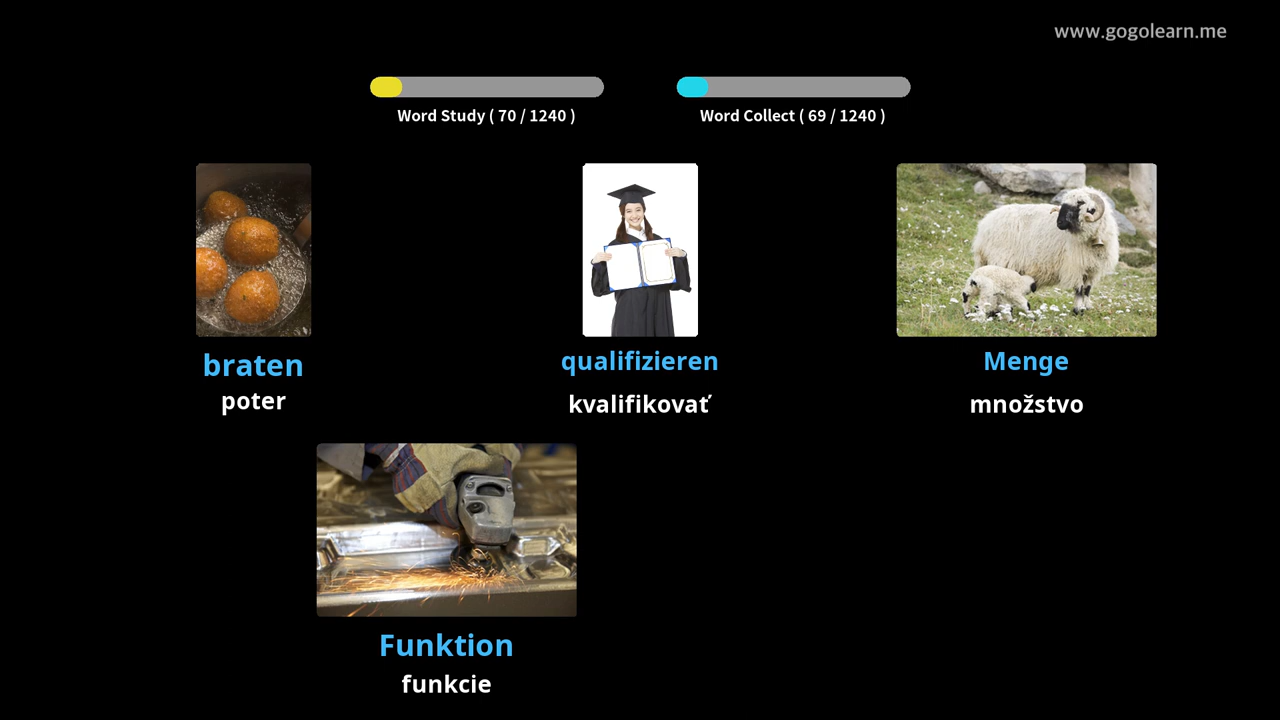 www.gogolearn.me
Word Study ( 70 / 1240 )
Word Collect ( 69 / 1240 )
braten
poter
qualifizieren
kvalifikovať
Menge
množstvo
Funktion
funkcie